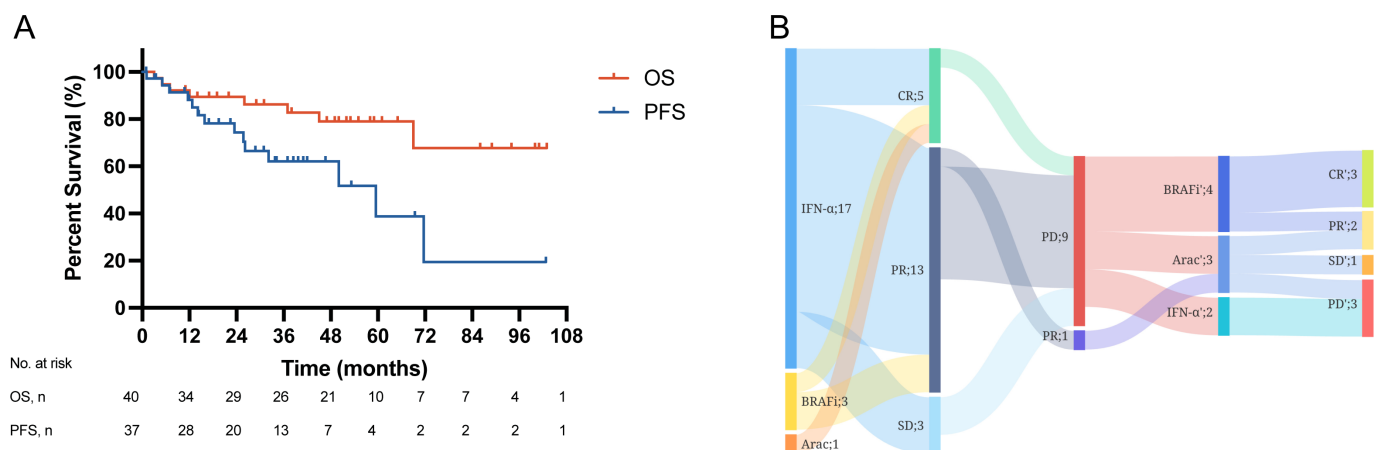 A
Percent Survival (%)
100
80
60
40
20
0
0 12 24 36 48 60 72 84 96 108
Time (months)
OS
PFS
No. at risk
OS, n 40 34 29 26 21 10 7 7 4 1
PFS, n 37 28 20 13 7 4 2 2 2 1
B
IFN-α;17
BRAFi;3
Arac;1
CR;5
PR;13
SD;3
PD;9
PR;1
BRAFi';4
Arac';3
IFN-α';2
CR';3
PR';2
SD';1
PD';3